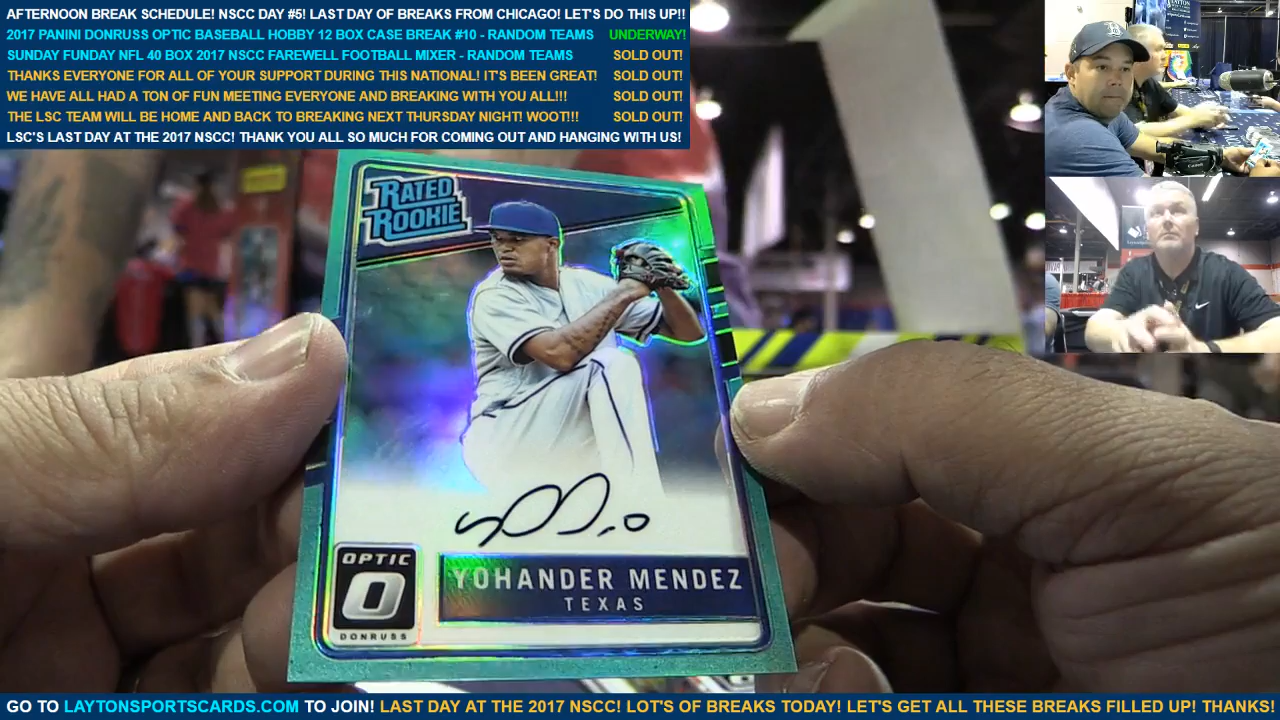 AFTERNOON BREAK SCHEDULE! NSCC DAY #5! LAST DAY OF BREAKS FROM CHICAGO! LET'S DO THIS UP!!
2017 PANINI DONRUSS OPTIC BASEBALL HOBBY 12 BOX CASE BREAK #10 - RANDOM TEAMS UNDERWAY!
SUNDAY FUNDAY NFL 40 BOX 2017 NSCC FAREWELL FOOTBALL MIXER - RANDOM TEAMS SOLD OUT!
THANKS EVERYONE FOR ALL OF YOUR SUPPORT DURING THIS NATIONAL! IT'S BEEN GREAT! SOLD OUT!
WE HAVE ALL HAD A TON OF FUN MEETING EVERYONE AND BREAKING WITH YOU ALL!!! SOLD OUT!
THE LSC TEAM WILL BE HOME AND BACK TO BREAKING NEXT THURSDAY NIGHT! WOOT!!! SOLD OUT!
LSC'S LAST DAY AT THE 2017 NSCC! THANK YOU ALL SO MUCH FOR COMING OUT AND HANGING WITH US!
RATED
ROOKIE
OPTIC
O
DONRUSS
YOHANDER MENDEZ
TEXAS
GO TO LAYTONSPORTSCARDS.COM TO JOIN! LAST DAY AT THE 2017 NSCC! LOT'S OF BREAKS TODAY! LET'S GET ALL THESE BREAKS FILLED UP! THANKS!